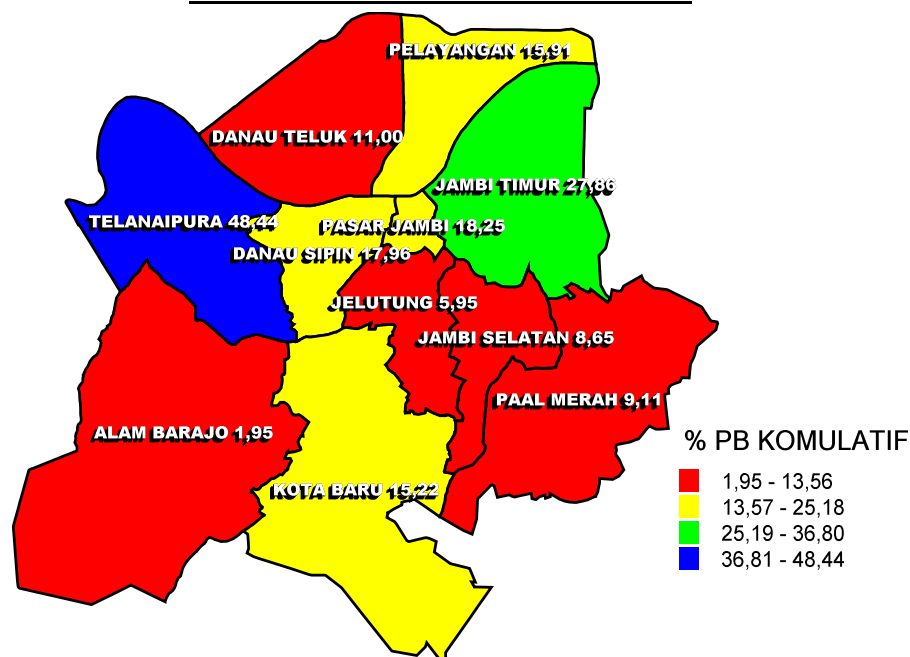 PELAYANGAN 15,91
DANAU TELUK 11,00
JAMBI TIMUR 27,86
TELANAIPURA 48,44
PASAR JAMBI 18,25
DANAU SIPIN 17,96
JELUTUNG 5,95
JAMBI SELATAN 8,65
PAAL MERAH 9,11
ALAM BARAJO 1,95
KOTA BARU 15,22
% PB KOMULATIF
1,95 - 13,56
13,57 - 25,18
25,19 - 36,80
36,81 - 48,44